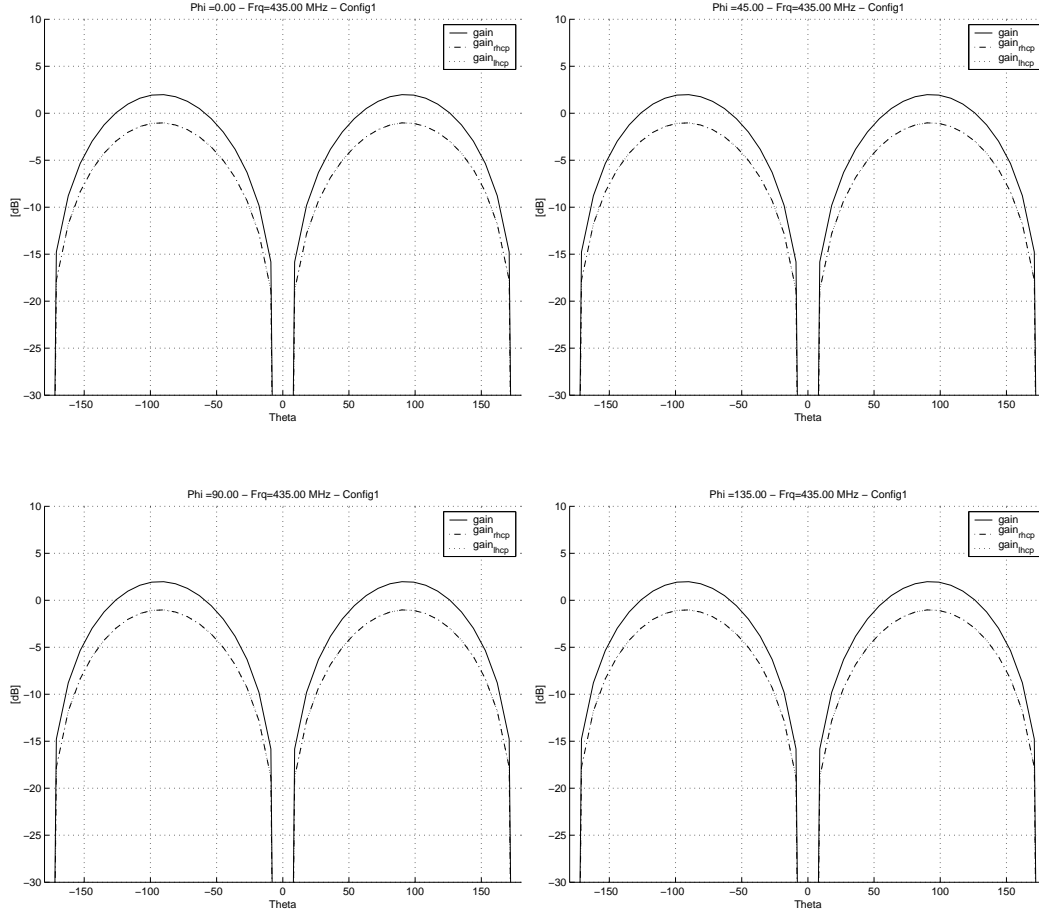 Phi =0.00 − Frq=435.00 MHz − Config1
10
gain
gain_rhcp
gain_lhcp
5
0
−5
[dB]
−10
−15
−20
−25
−30
−150 −100 −50 0 50 100 150
Theta
Phi =45.00 − Frq=435.00 MHz − Config1
10
gain
gain_rhcp
gain_lhcp
5
0
−5
[dB]
−10
−15
−20
−25
−30
−150 −100 −50 0 50 100 150
Theta
Phi =90.00 − Frq=435.00 MHz − Config1
10
gain
gain_rhcp
gain_lhcp
5
0
−5
[dB]
−10
−15
−20
−25
−30
−150 −100 −50 0 50 100 150
Theta
Phi =135.00 − Frq=435.00 MHz − Config1
10
gain
gain_rhcp
gain_lhcp
5
0
−5
[dB]
−10
−15
−20
−25
−30
−150 −100 −50 0 50 100 150
Theta